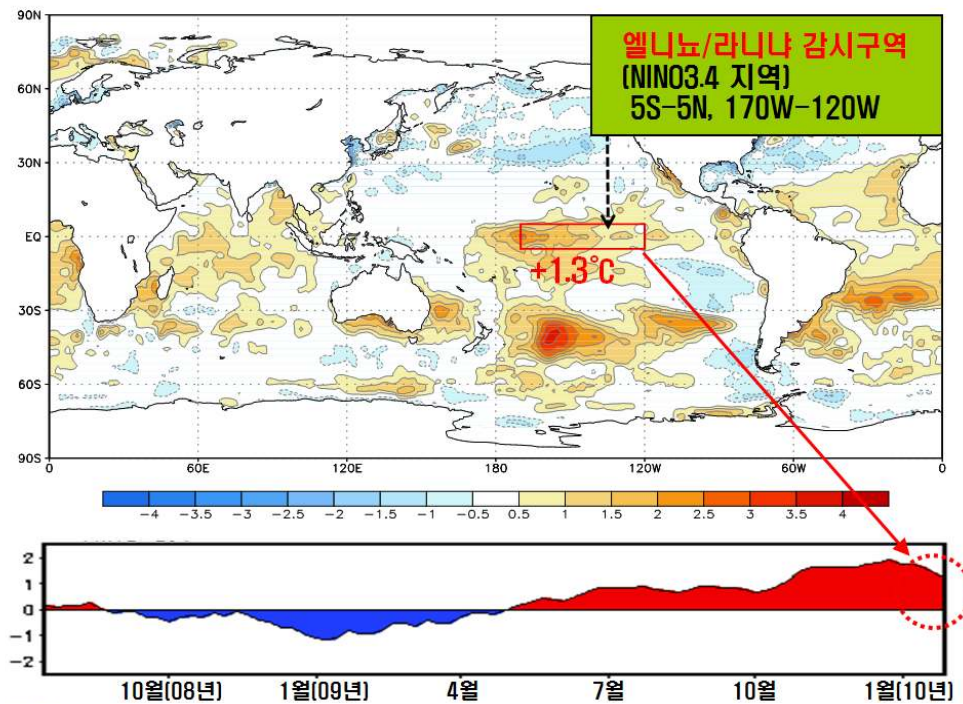 90N
60N
30N
EQ
30S
60S
90S
엘니뇨/라니냐 감시구역
(NINO3.4 지역)
5S-5N, 170W-120W
+1.3℃
0 60E 120E 180 120W 60W 0
-4 -3.5 -3 -2.5 -2 -1.5 -1 -0.5 0.5 1 1.5 2 2.5 3 3.5 4
2
1
0
-1
-2
10월(08년) 1월(09년) 4월 7월 10월 1월(10년)